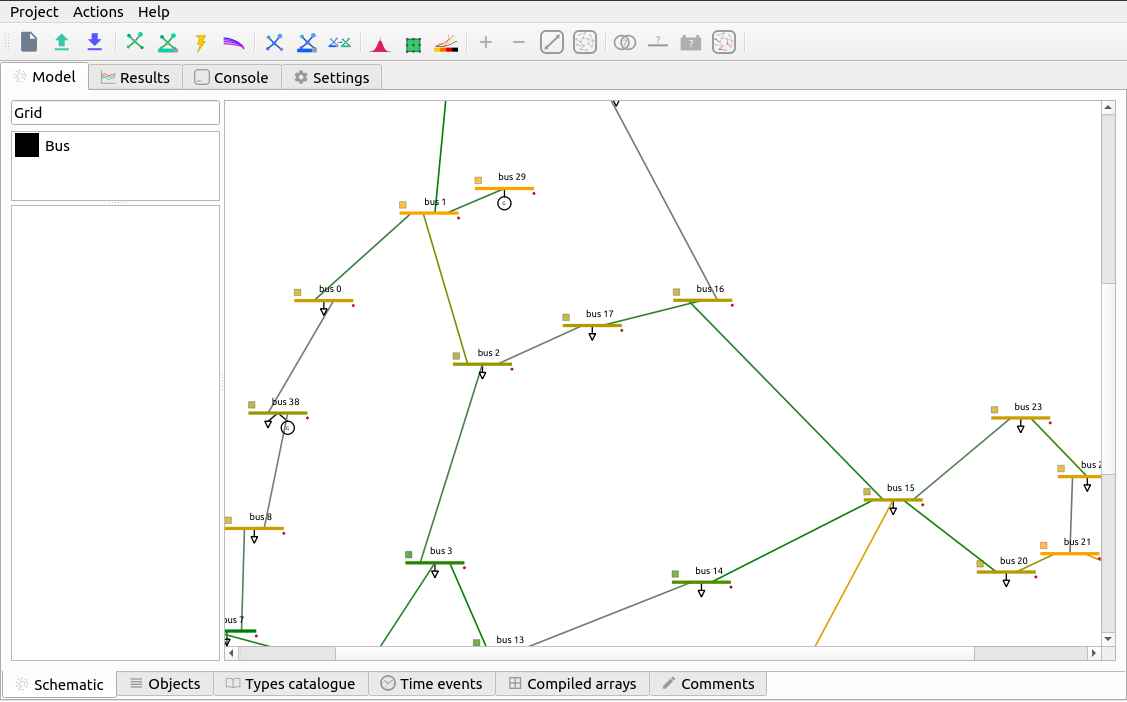 Project Actions Help
Model Results Console Settings
Grid
Bus
bus 29
bus 1
bus 0
bus 16
bus 17
bus 2
bus 38
bus 23
bus 15
bus 8
bus 21
bus 3
bus 20
bus 14
bus 7
bus 13
Schematic Objects Types catalogue Time events Compiled arrays Comments